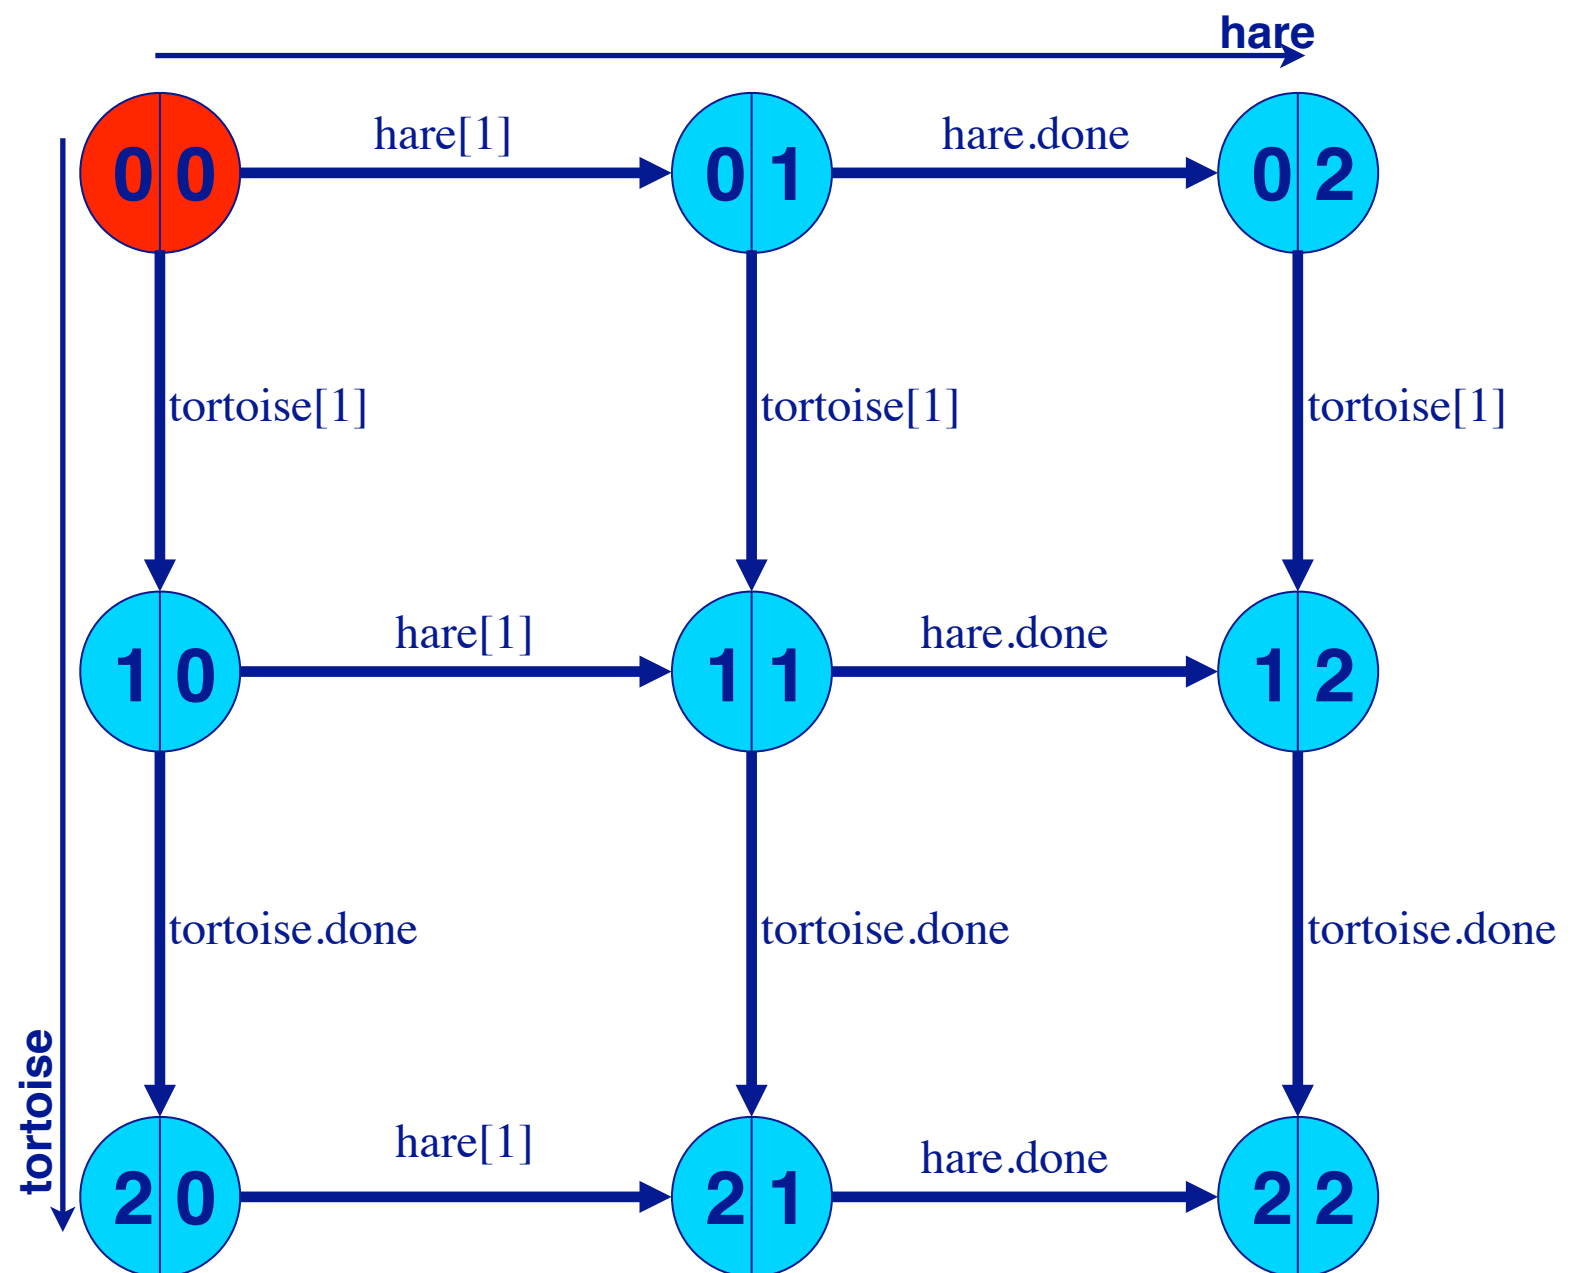 hare
0 0 hare[1] 0 1 hare.done 0 2
tortoise[1] tortoise[1] tortoise[1]
1 0 hare[1] 1 1 hare.done 1 2
tortoise.done tortoise.done tortoise.done
tortoise
2 0 hare[1] 2 1 hare.done 2 2